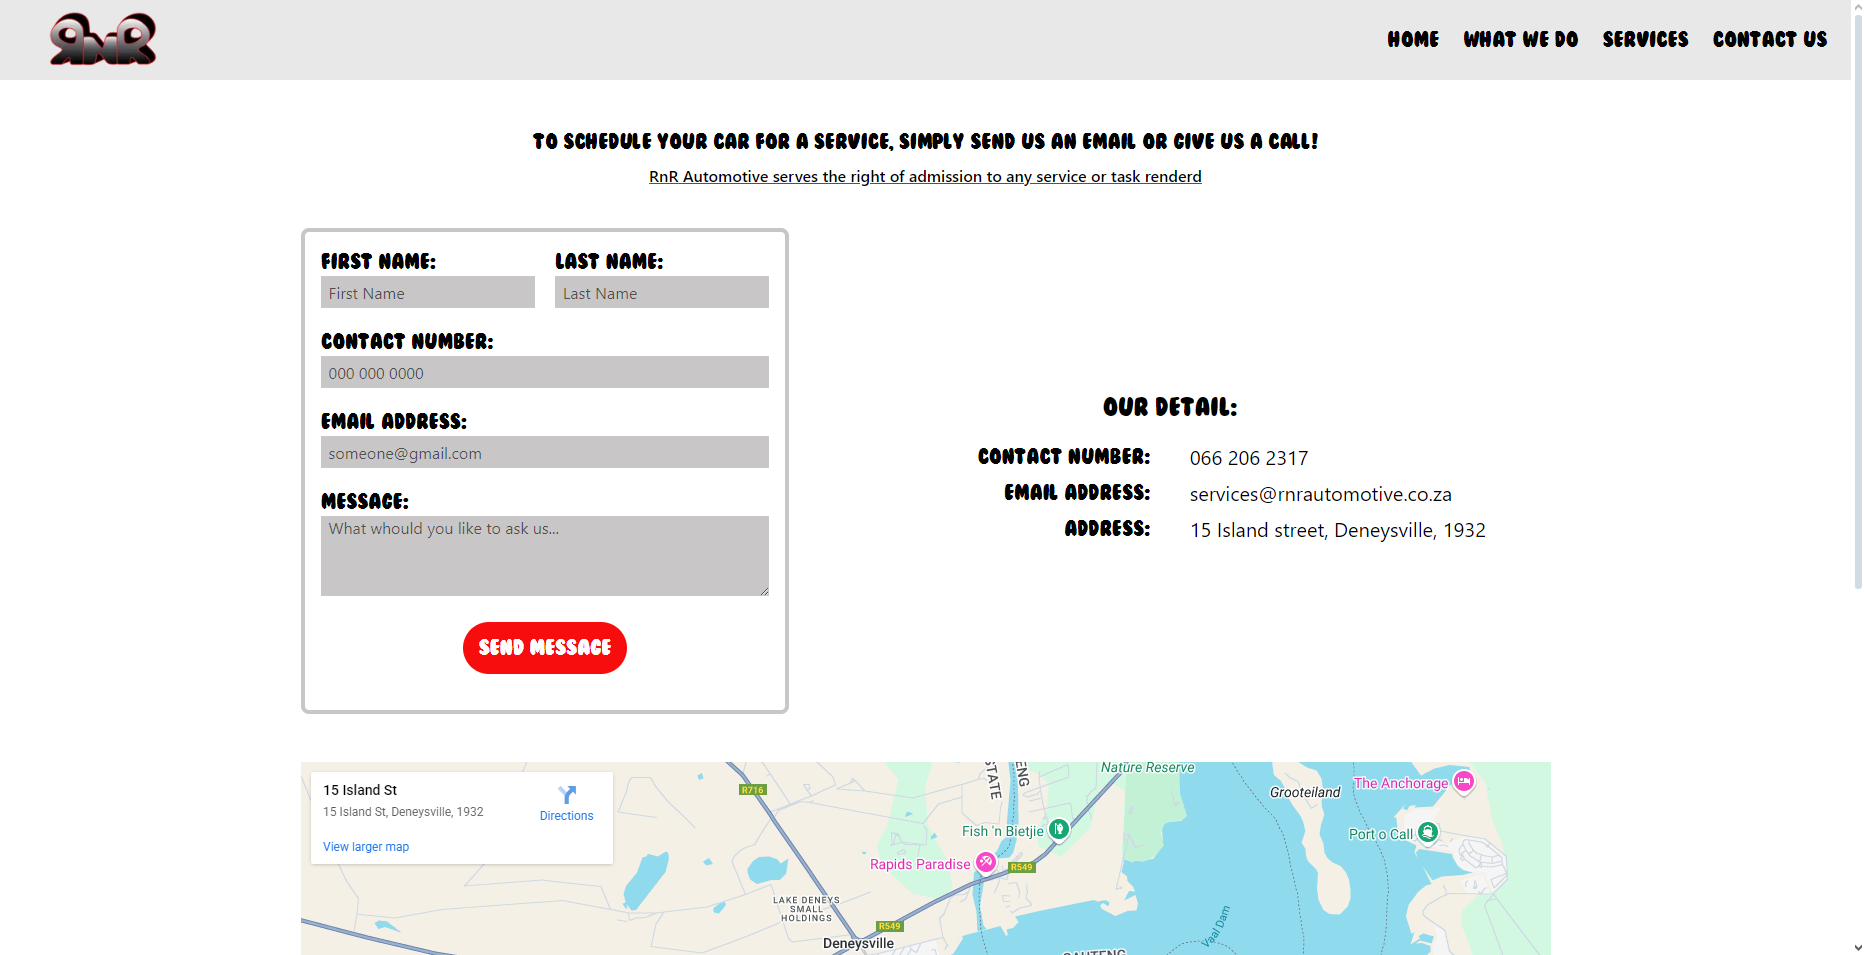 RnR
HOME WHAT WE DO SERVICES CONTACT US
TO SCHEDULE YOUR CAR FOR A SERVICE, SIMPLY SEND US AN EMAIL OR GIVE US A CALL!
RnR Automotive serves the right of admission to any service or task renderd
FIRST NAME: LAST NAME:
First Name Last Name
CONTACT NUMBER:
000 000 0000
EMAIL ADDRESS:
someone@gmail.com
MESSAGE:
What whould you like to ask us...
SEND MESSAGE
OUR DETAIL:
CONTACT NUMBER: 066 206 2317
EMAIL ADDRESS: services@rnrautomotive.co.za
ADDRESS: 15 Island street, Deneysville, 1932
15 Island St
15 Island St, Deneysville, 1932
Directions
View larger map
R716
STATE
ENG
Nature Reserve
Grooteiland
The Anchorage
Fish 'n Bietjie
Port o Call
Rapids Paradise
R549
LAKE DENEYS
SMALL
HOLDINGS
R549
Vaal Dam
Deneysville
GAUTENG